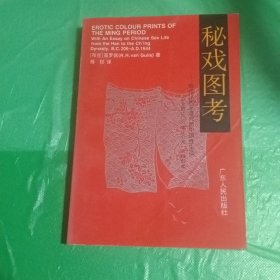 EROTIC COLOUR PRINTS OF
THE MING PERIOD
With An Essay on Chinese Sex Life
from the Han to the Ch'ing
Dynasty, B.C.206-A.D.1644
[荷兰]高罗佩(R.H.van Gulik) 著
杨权 译
秘戏图考
广东人民出版社